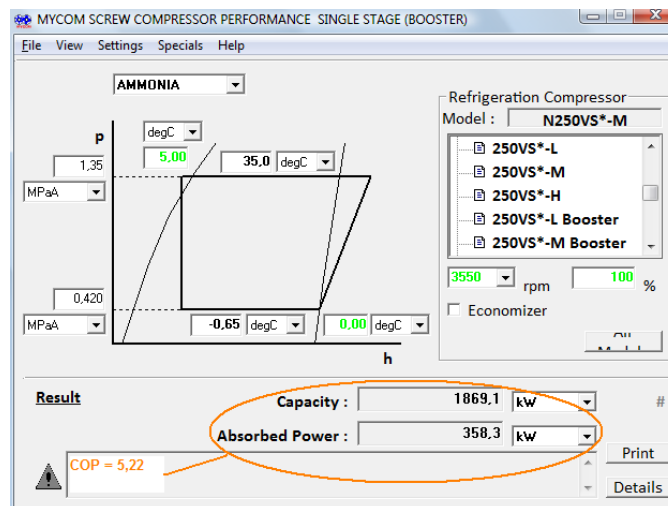 MYCOM SCREW COMPRESSOR PERFORMANCE SINGLE STAGE (BOOSTER)
File View Settings Specials Help
AMMONIA
Refrigeration Compressor
Model : N250VS*-M
p
degC
5,00
35,0 degC
1,35
MPaA
250VS*-L
250VS*-M
250VS*-H
250VS*-L Booster
250VS*-M Booster
3550 rpm 100 %
Economizer
0,420
MPaA
-0,65 degC
0,00 degC
h
Result
Capacity : 1869,1 kW #
Absorbed Power : 358,3 kW
COP = 5,22
Print
Details